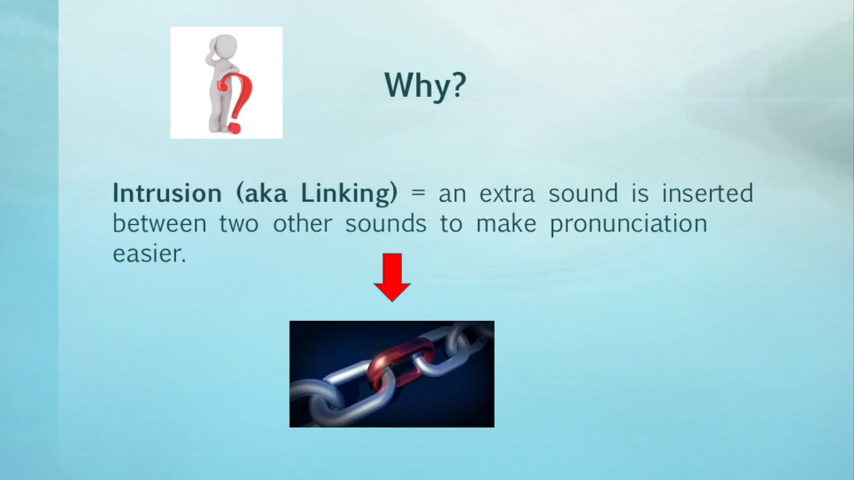 Why?
Intrusion (aka Linking) = an extra sound is inserted
between two other sounds to make pronunciation
easier.